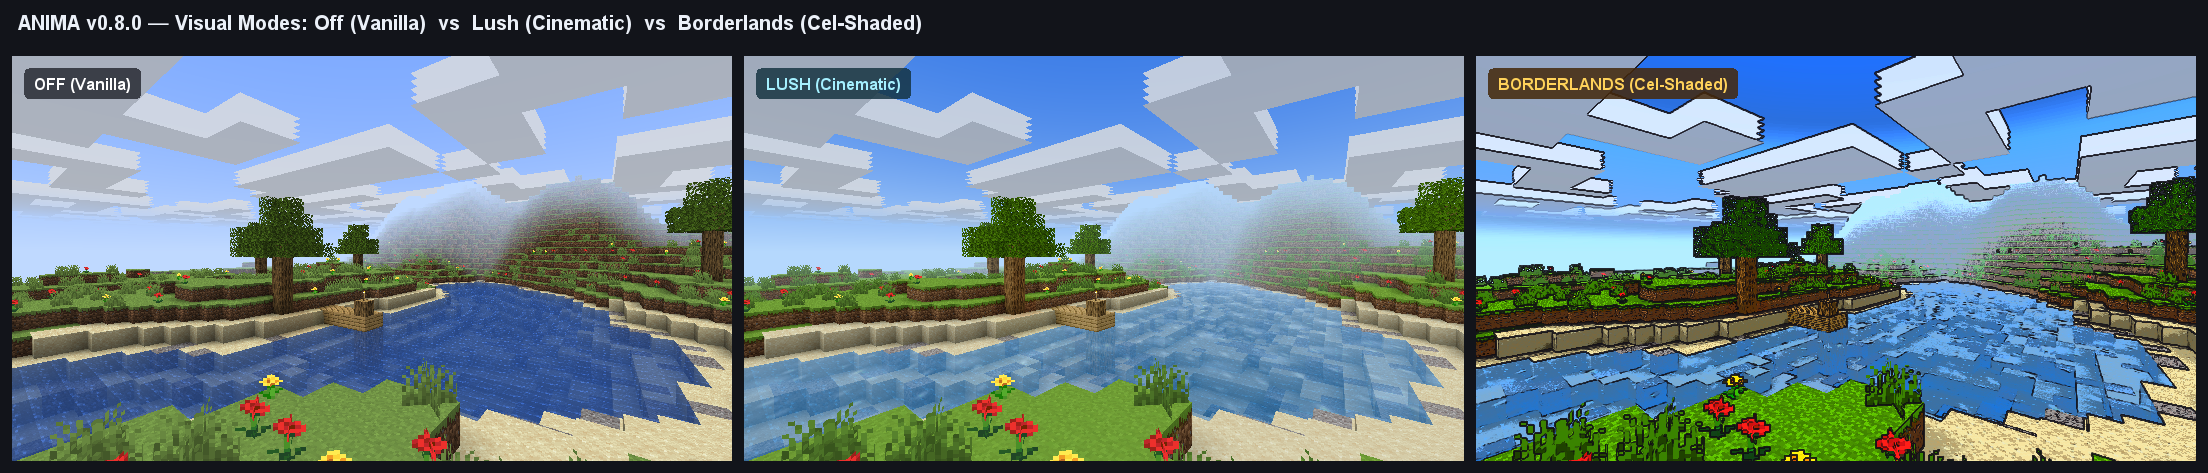 ANIMA v0.8.0 — Visual Modes: Off (Vanilla)  vs  Lush (Cinematic)  vs  Borderlands (Cel-Shaded)
OFF (Vanilla)
LUSH (Cinematic)
BORDERLANDS (Cel-Shaded)